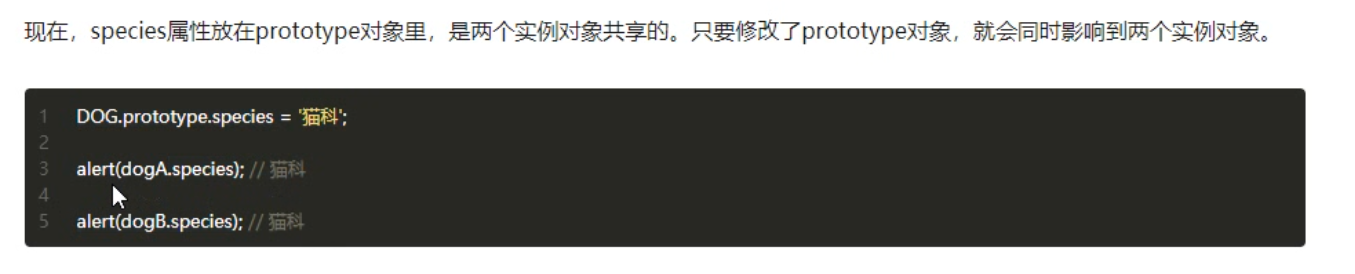 现在，species属性放在prototype对象里，是两个实例对象共享的。只要修改了prototype对象，就会同时影响到两个实例对象。
1 DOG.prototype.species = '猫科';
2
3 alert(dogA.species); // 猫科
4
5 alert(dogB.species); // 猫科